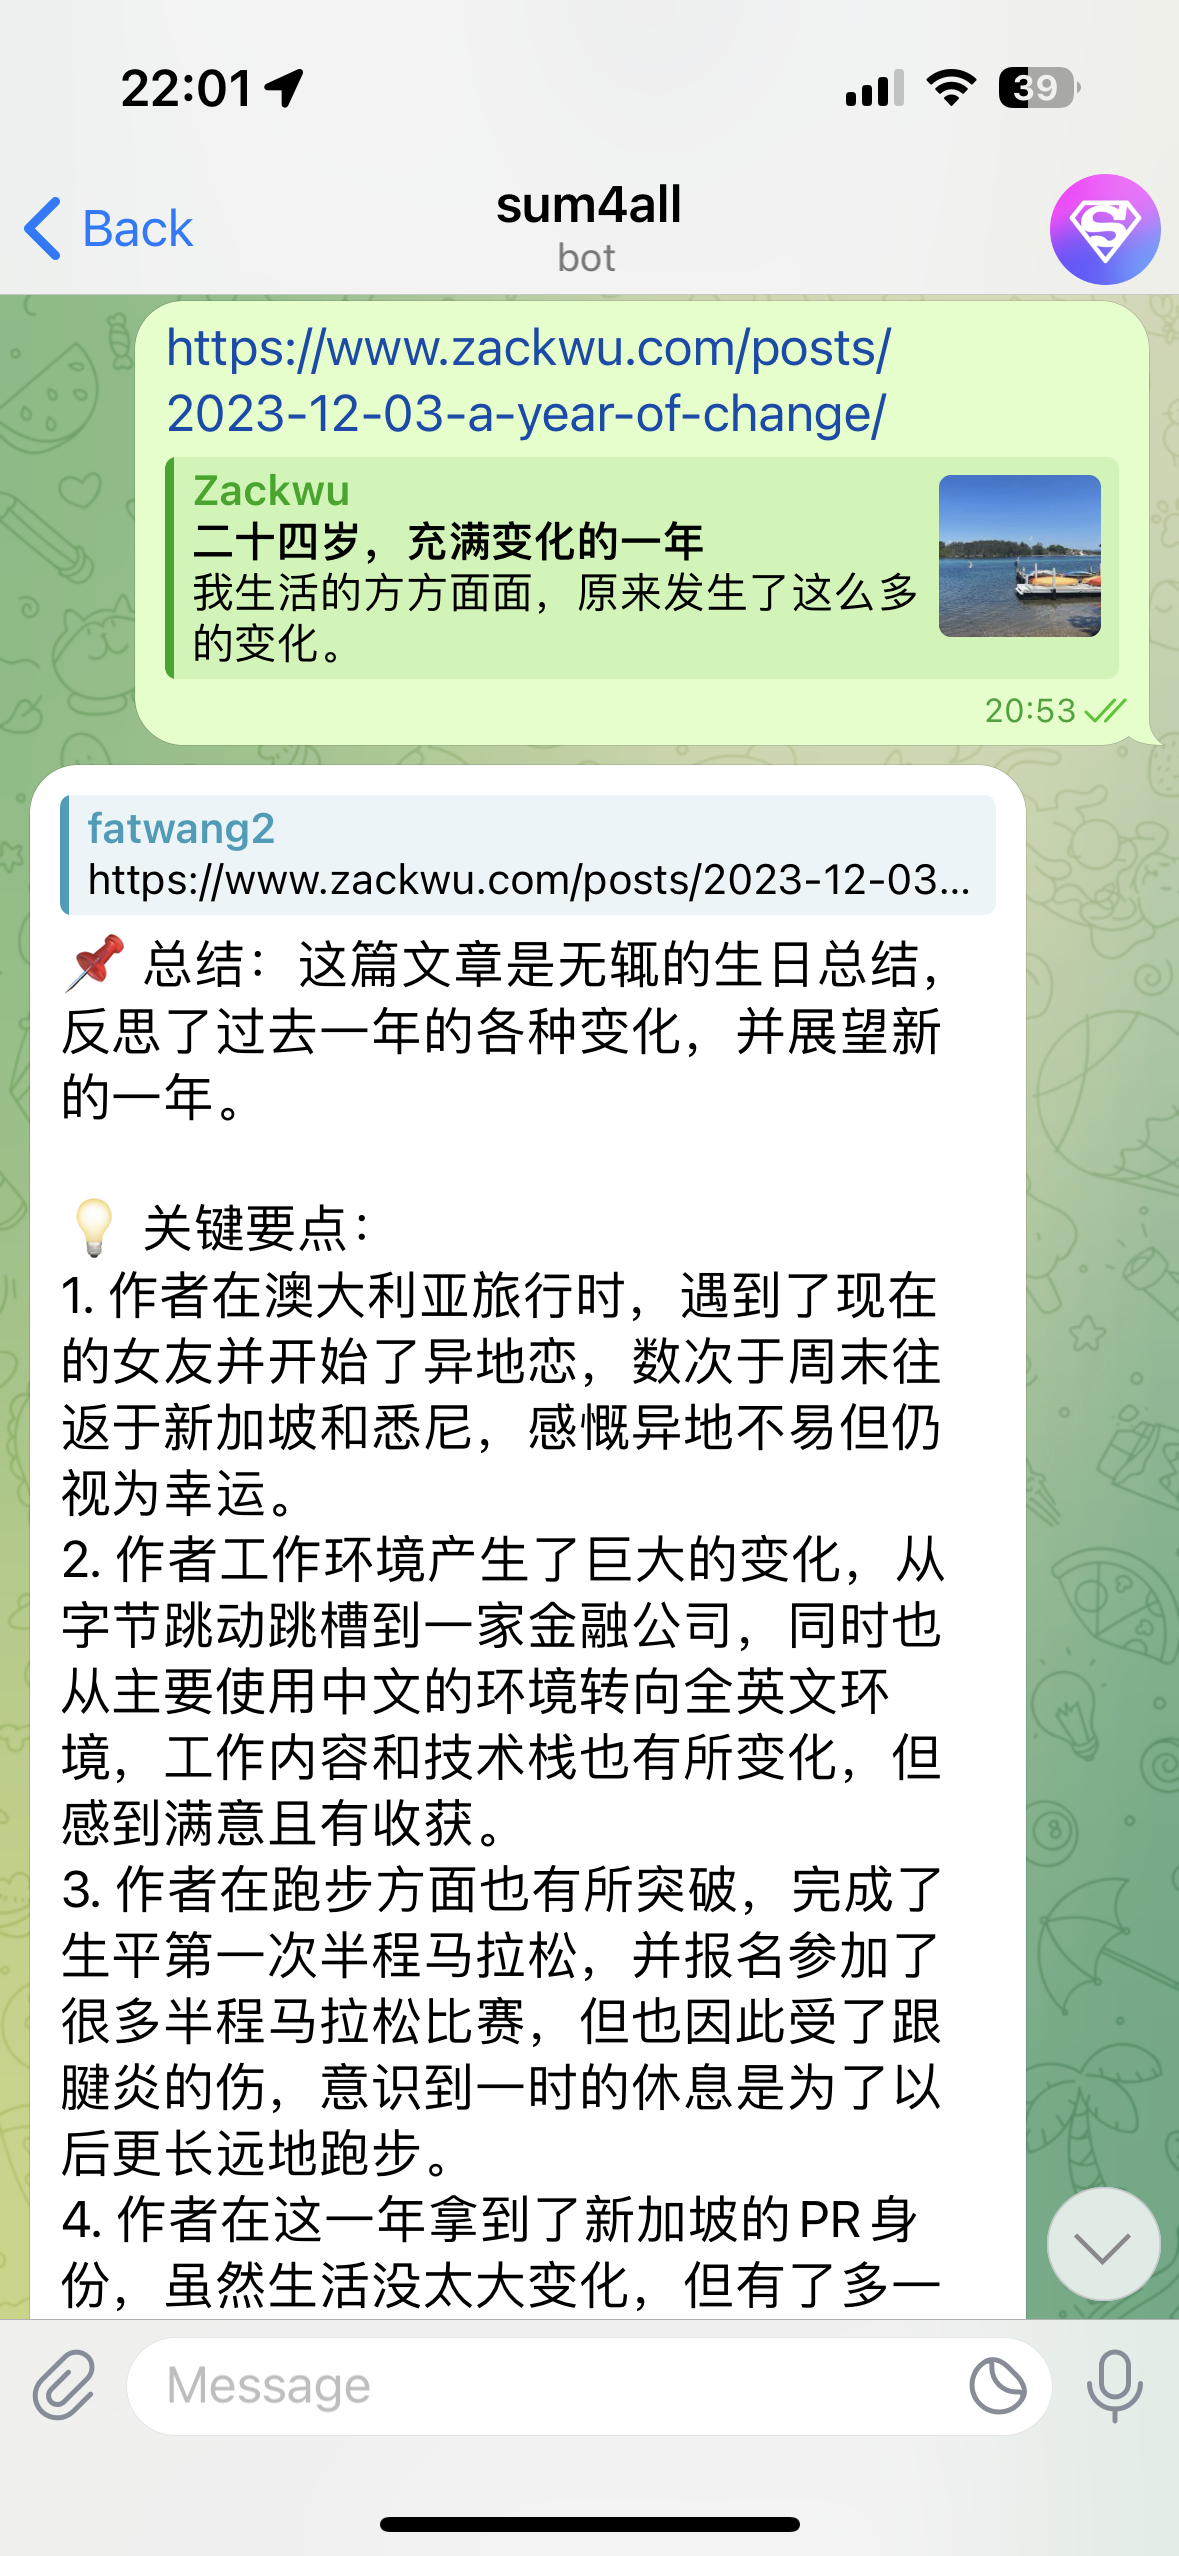 22:01
39
Back
sum4all
bot
https://www.zackwu.com/posts/
2023-12-03-a-year-of-change/
Zackwu
二十四岁，充满变化的一年
我生活的方方面面，原来发生了这么多
的变化。
20:53
fatwang2
https://www.zackwu.com/posts/2023-12-03...
📌 总结：这篇文章是无辄的生日总结，
反思了过去一年的各种变化，并展望新
的一年。
💡 关键要点：
1. 作者在澳大利亚旅行时，遇到了现在
的女友并开始了异地恋，数次于周末往
返于新加坡和悉尼，感慨异地不易但仍
视为幸运。
2. 作者工作环境产生了巨大的变化，从
字节跳动跳槽到一家金融公司，同时也
从主要使用中文的环境转向全英文环
境，工作内容和技术栈也有所变化，但
感到满意且有收获。
3. 作者在跑步方面也有所突破，完成了
生平第一次半程马拉松，并报名参加了
很多半程马拉松比赛，但也因此受了跟
腱炎的伤，意识到一时的休息是为了以
后更长远地跑步。
4. 作者在这一年拿到了新加坡的PR身
份，虽然生活没太大变化，但有了多一
Message